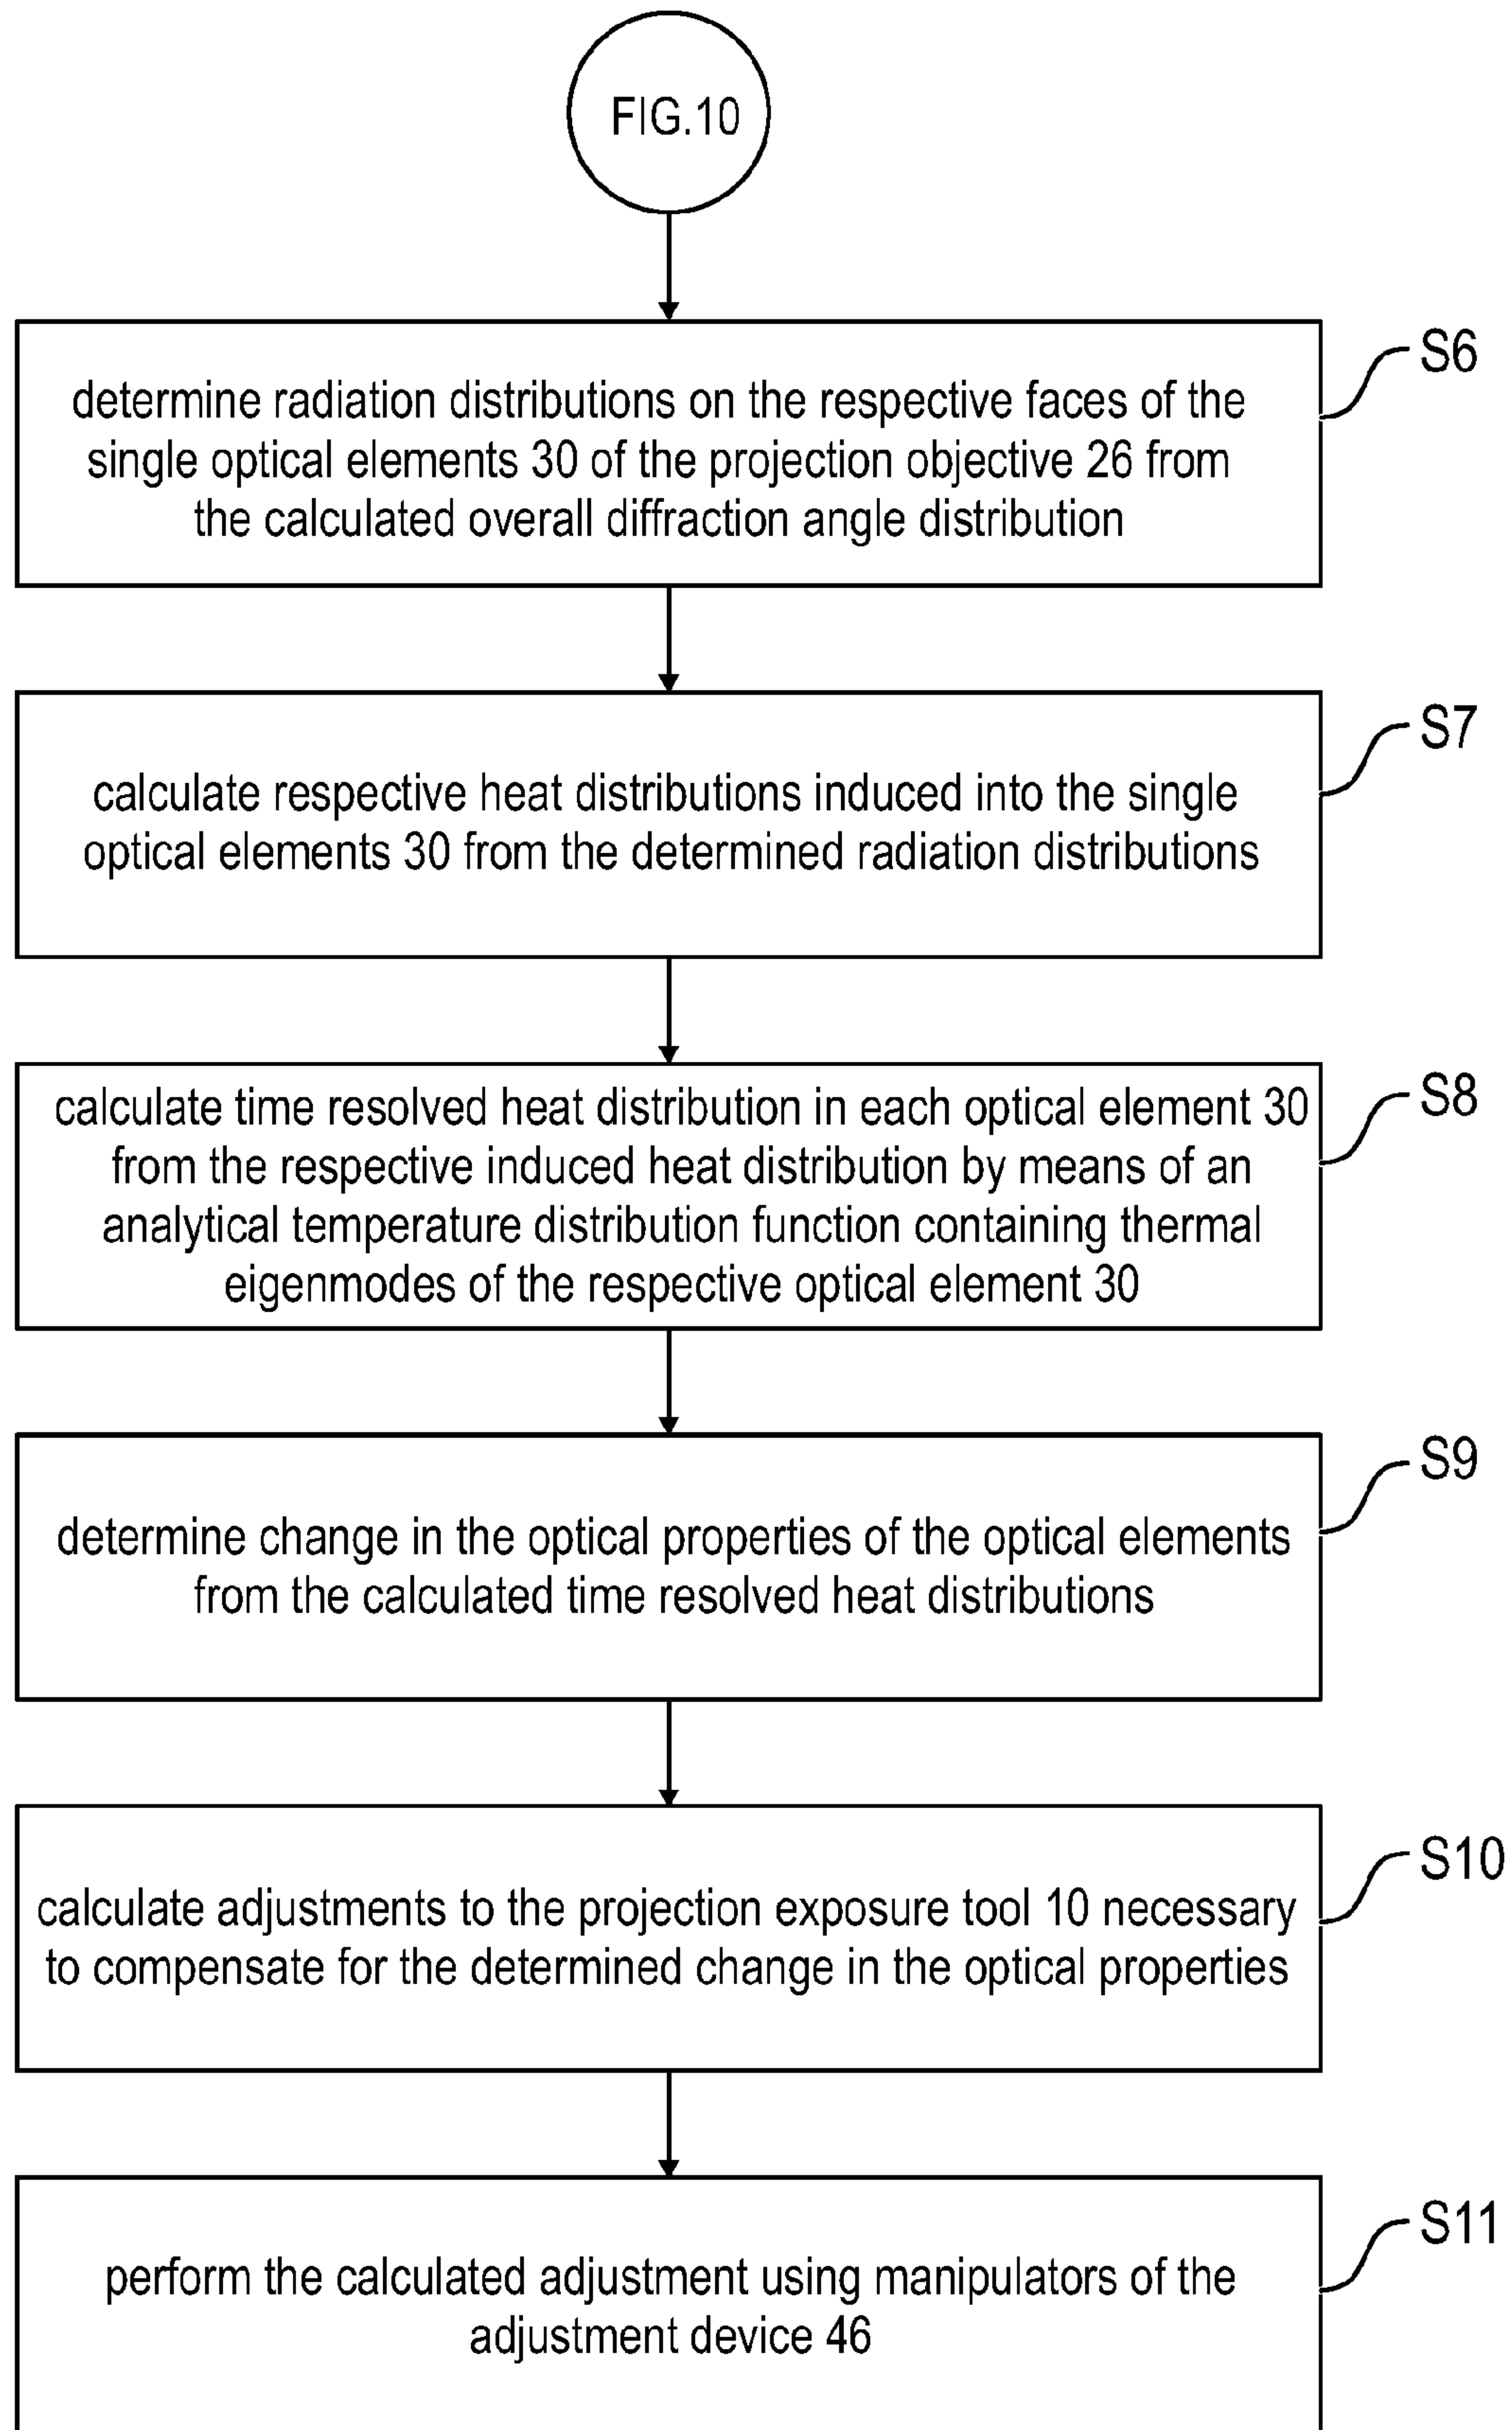 FIG.10
S6
determine radiation distributions on the respective faces of the
single optical elements 30 of the projection objective 26 from
the calculated overall diffraction angle distribution
S7
calculate respective heat distributions induced into the single
optical elements 30 from the determined radiation distributions
S8
calculate time resolved heat distribution in each optical element 30
from the respective induced heat distribution by means of an
analytical temperature distribution function containing thermal
eigenmodes of the respective optical element 30
S9
determine change in the optical properties of the optical elements
from the calculated time resolved heat distributions
S10
calculate adjustments to the projection exposure tool 10 necessary
to compensate for the determined change in the optical properties
S11
perform the calculated adjustment using manipulators of the
adjustment device 46